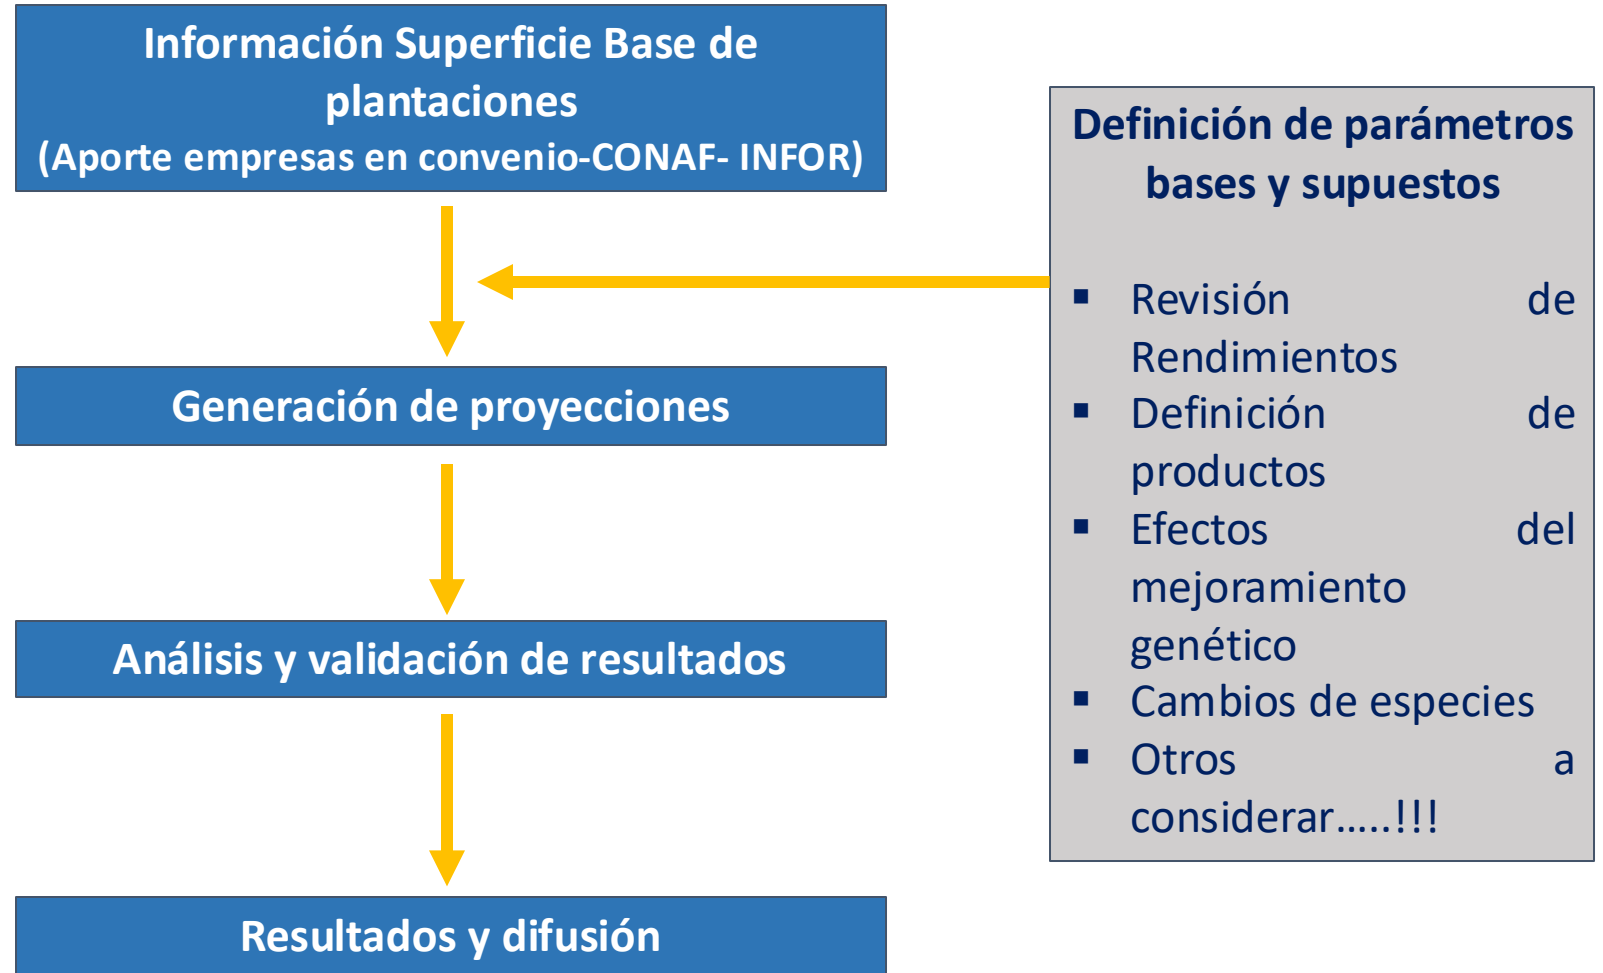 Información Superficie Base de
plantaciones
(Aporte empresas en convenio-CONAF- INFOR)
Generación de proyecciones
Análisis y validación de resultados
Resultados y difusión
Definición de parámetros
bases y supuestos
▪ Revisión de
Rendimientos
▪ Definición de
productos
▪ Efectos del
mejoramiento
genético
▪ Cambios de especies
▪ Otros a
considerar…..!!!